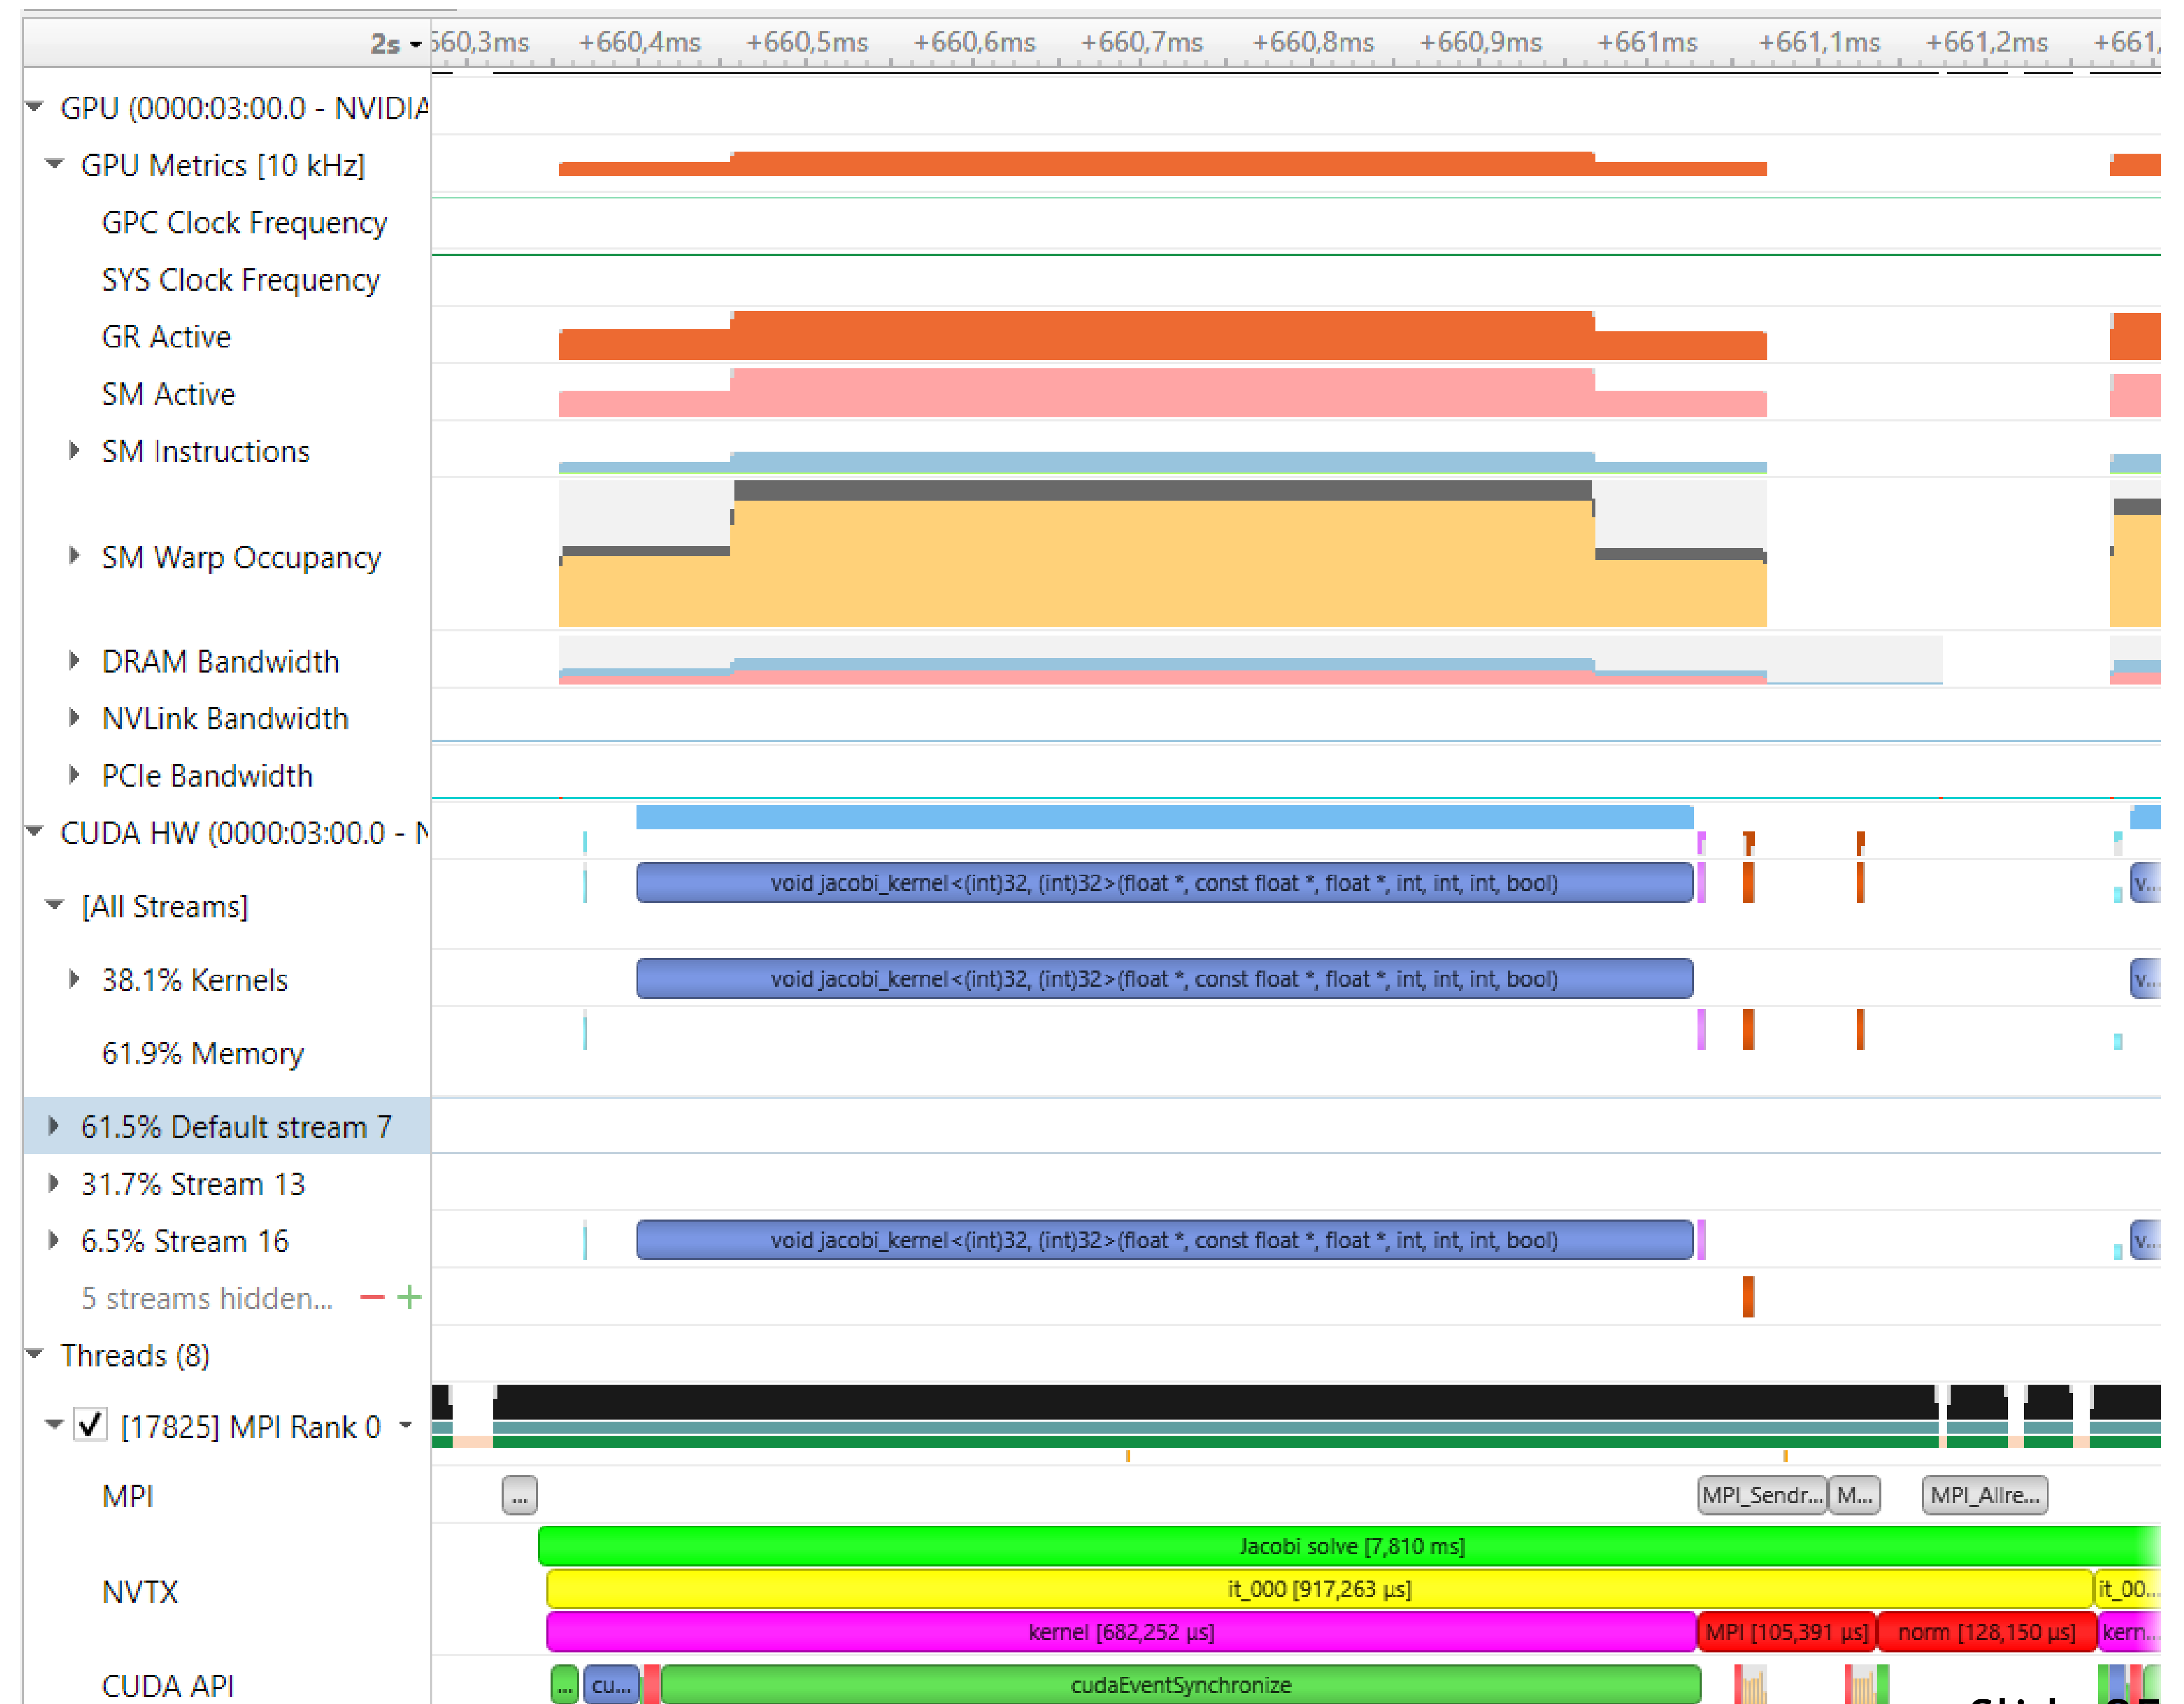 2s 560,3ms +660,4ms +660,5ms +660,6ms +660,7ms +660,8ms +660,9ms +661ms +661,1ms +661,2ms +661,
GPU (0000:03:00.0 - NVIDIA
GPU Metrics [10 kHz]
GPC Clock Frequency
SYS Clock Frequency
GR Active
SM Active
SM Instructions
SM Warp Occupancy
DRAM Bandwidth
NVLink Bandwidth
PCIe Bandwidth
CUDA HW (0000:03:00.0 - N
[All Streams]
void jacobi_kernel<(int)32, (int)32>(float *, const float *, float *, int, int, int, bool) v...
38.1% Kernels
void jacobi_kernel<(int)32, (int)32>(float *, const float *, float *, int, int, int, bool) v...
61.9% Memory
61.5% Default stream 7
31.7% Stream 13
6.5% Stream 16
void jacobi_kernel<(int)32, (int)32>(float *, const float *, float *, int, int, int, bool) v...
5 streams hidden... − +
Threads (8)
[17825] MPI Rank 0
MPI
... MPI_Sendr... M... MPI_Allre...
NVTX
Jacobi solve [7,810 ms]
it_000 [917,263 µs] it_00...
kernel [682,252 µs] MPI [105,391 µs] norm [128,150 µs] kern...
CUDA API
... cu... cudaEventSynchronize